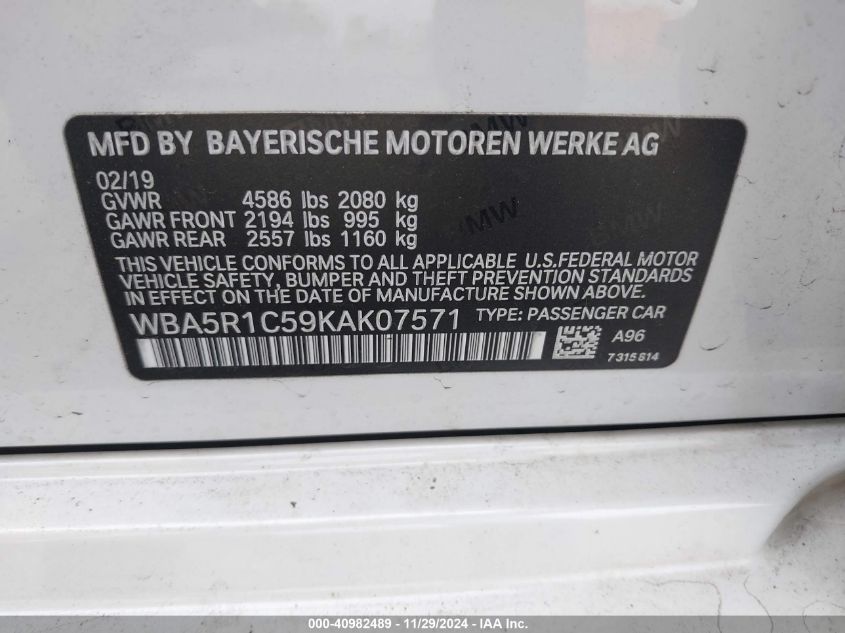 MFD BY BAYERISCHE MOTOREN WERKE AG
02/19
GVWR 4586 lbs 2080 kg
GAWR FRONT 2194 lbs 995 kg
GAWR REAR 2557 lbs 1160 kg
THIS VEHICLE CONFORMS TO ALL APPLICABLE U.S.FEDERAL MOTOR
VEHICLE SAFETY, BUMPER AND THEFT PREVENTION STANDARDS
IN EFFECT ON THE DATE OF MANUFACTURE SHOWN ABOVE.
WBA5R1C59KAK07571 TYPE: PASSENGER CAR
A96
7315814
000-40982489 - 11/29/2024 - IAA Inc.